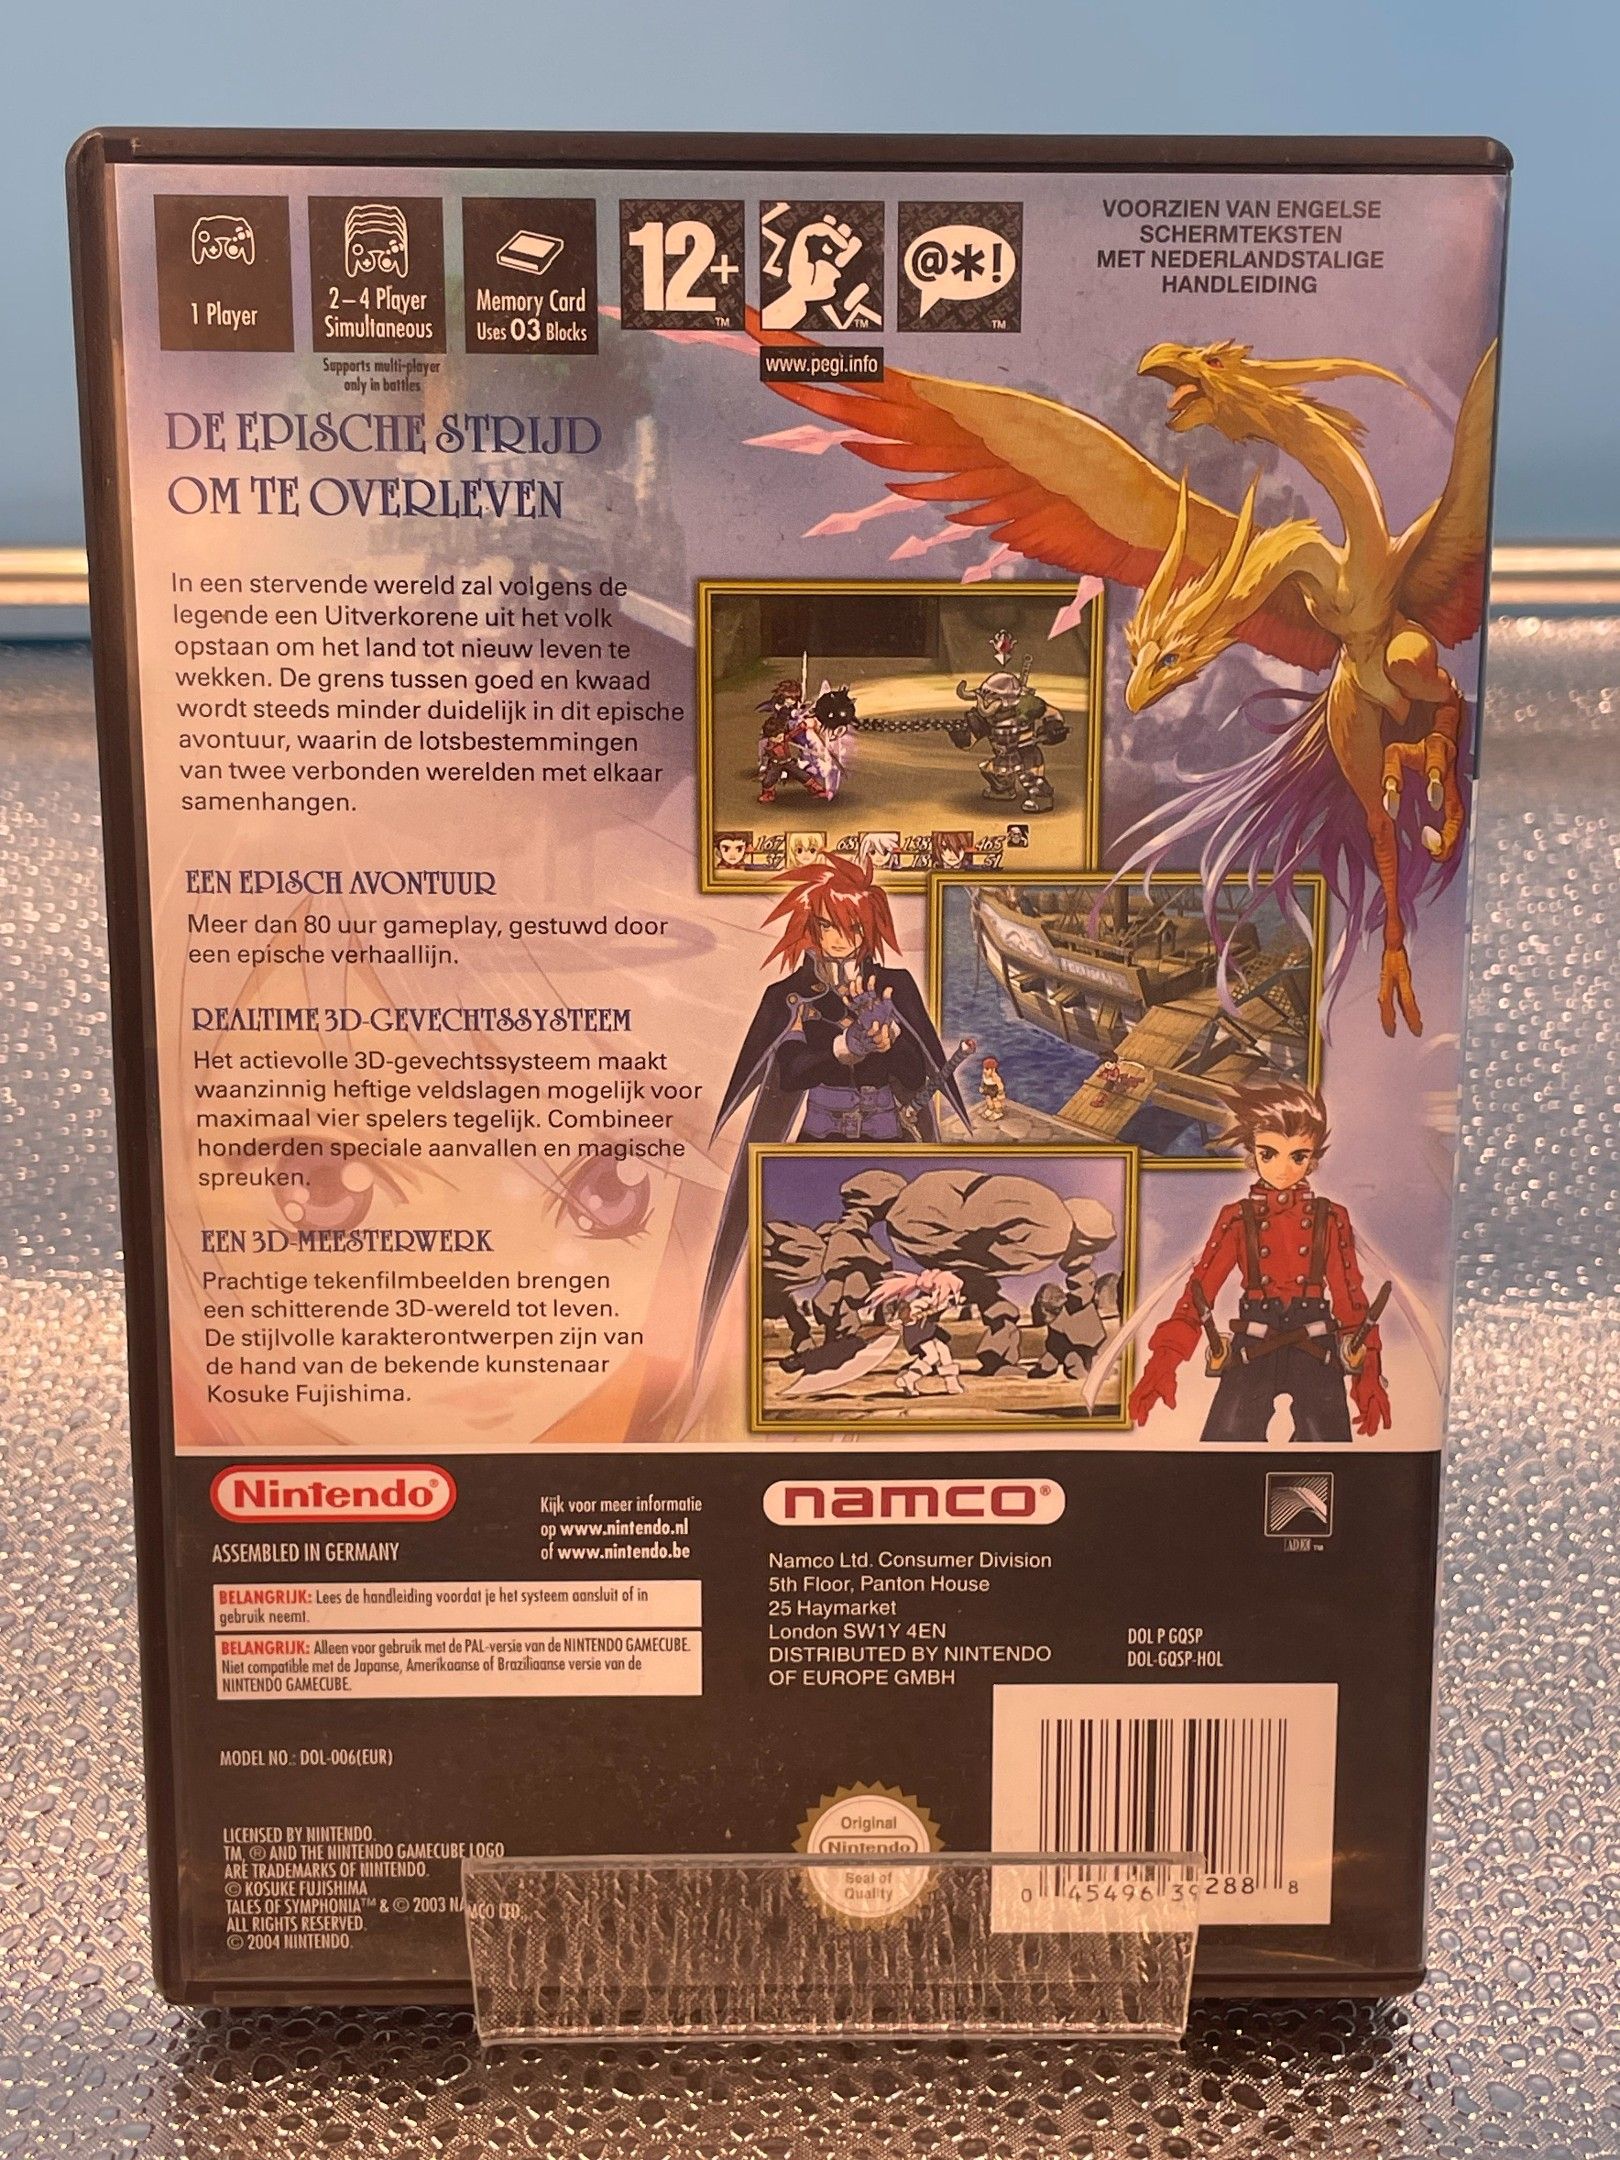 1 Player
2–4 Player
Simultaneous
Supports multi-player
only in battles
Memory Card
Uses 03 Blocks
12+
TM
TM
@*!
TM
www.pegi.info
VOORZIEN VAN ENGELSE
SCHERMTEKSTEN
MET NEDERLANDSTALIGE
HANDLEIDING
DE EPISCHE STRIJD
OM TE OVERLEVEN
In een stervende wereld zal volgens de
legende een Uitverkorene uit het volk
opstaan om het land tot nieuw leven te
wekken. De grens tussen goed en kwaad
wordt steeds minder duidelijk in dit epische
avontuur, waarin de lotsbestemmingen
van twee verbonden werelden met elkaar
samenhangen.
EEN EPISCH AVONTUUR
Meer dan 80 uur gameplay, gestuwd door
een epische verhaallijn.
REALTIME 3D-GEVECHTSSYSTEEM
Het actievolle 3D-gevechtssysteem maakt
waanzinnig heftige veldslagen mogelijk voor
maximaal vier spelers tegelijk. Combineer
honderden speciale aanvallen en magische
spreuken.
EEN 3D-MEESTERWERK
Prachtige tekenfilmbeelden brengen
een schitterende 3D-wereld tot leven.
De stijlvolle karakterontwerpen zijn van
de hand van de bekende kunstenaar
Kosuke Fujishima.
Nintendo®
ASSEMBLED IN GERMANY
Kijk voor meer informatie
op www.nintendo.nl
of www.nintendo.be
BELANGRIJK: Lees de handleiding voordat je het systeem aansluit of in
gebruik neemt.
BELANGRIJK: Alleen voor gebruik met de PAL-versie van de NINTENDO GAMECUBE.
Niet compatible met de Japanse, Amerikaanse of Braziliaanse versie van de
NINTENDO GAMECUBE.
MODEL NO.: DOL-006(EUR)
LICENSED BY NINTENDO.
TM, ® AND THE NINTENDO GAMECUBE LOGO
ARE TRADEMARKS OF NINTENDO.
© KOSUKE FUJISHIMA
TALES OF SYMPHONIA™ & © 2003 NAMCO LTD.,
ALL RIGHTS RESERVED.
© 2004 NINTENDO.
namco®
Namco Ltd. Consumer Division
5th Floor, Panton House
25 Haymarket
London SW1Y 4EN
DISTRIBUTED BY NINTENDO
OF EUROPE GMBH
ADEC ™
DOL P GQSP
DOL-GQSP-HOL
Original
Nintendo
Seal of
Quality
0 45496 39288 8